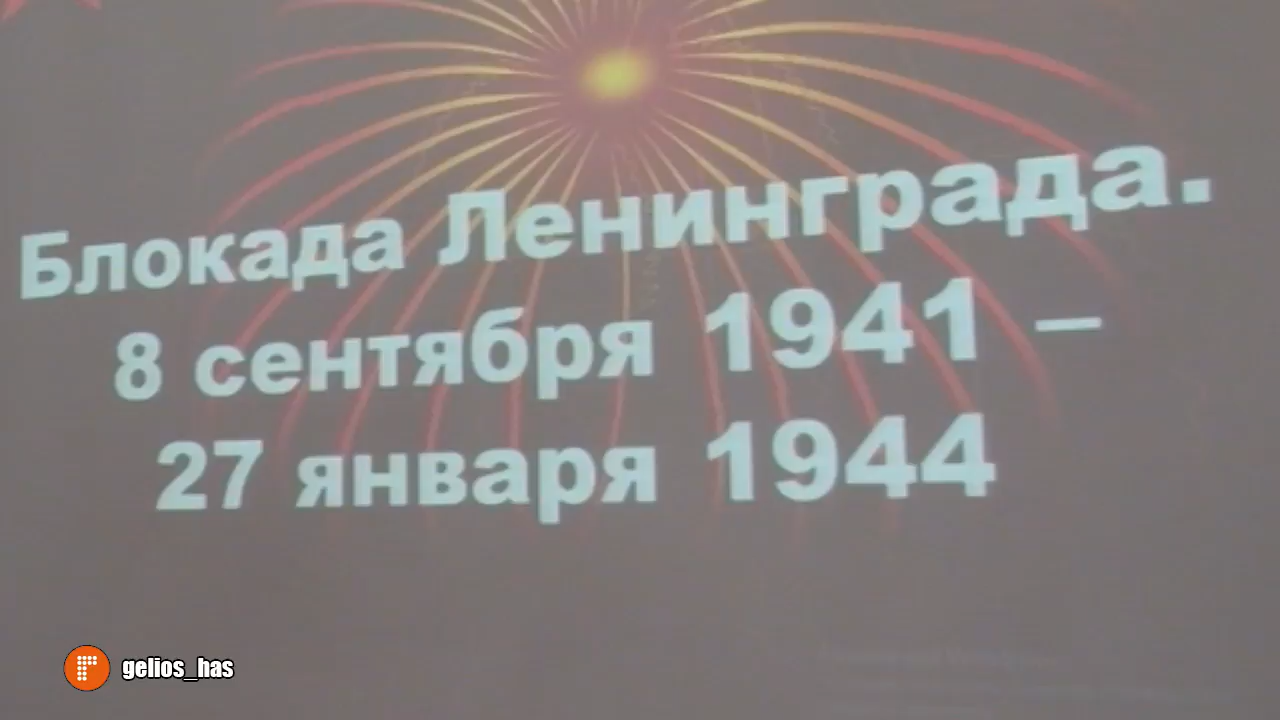 Блокада Ленинграда.
8 сентября 1941 –
27 января 1944
gelios_has